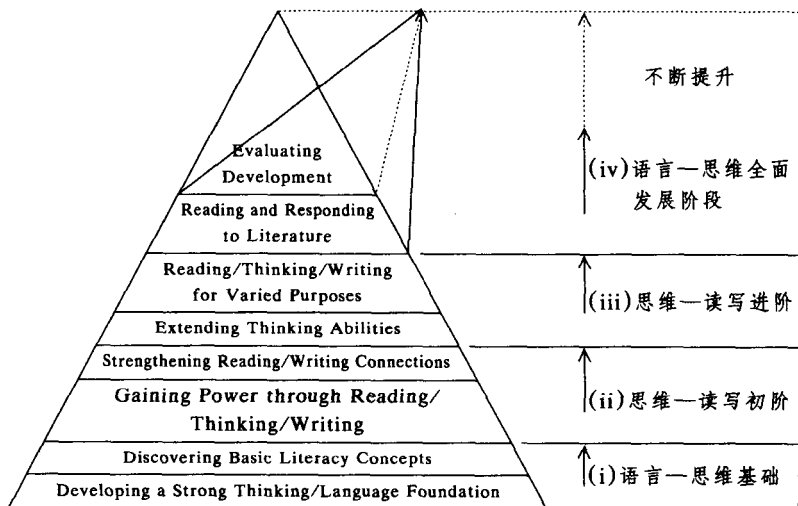 不断提升
Evaluating
Development
(iv)语言—思维全面
发展阶段
Reading and Responding
to Literature
Reading/Thinking/Writing
for Varied Purposes
(iii)思维—读写进阶
Extending Thinking Abilities
Strengthening Reading/Writing Connections
Gaining Power through Reading/
Thinking/Writing
(ii)思维—读写初阶
Discovering Basic Literacy Concepts
(i)语言—思维基础
Developing a Strong Thinking/Language Foundation